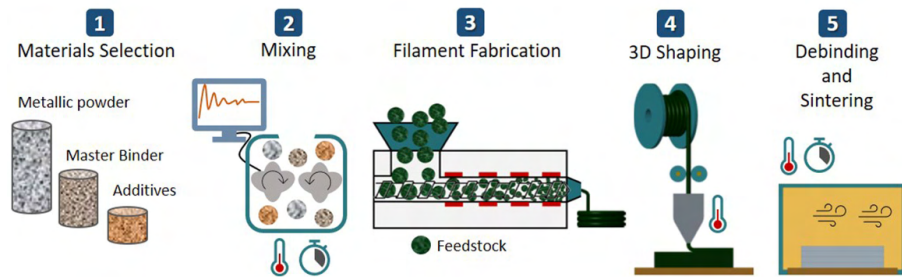 1
Materials Selection
Metallic powder
Master Binder
Additives
2
Mixing
3
Filament Fabrication
Feedstock
4
3D Shaping
5
Debinding
and
Sintering